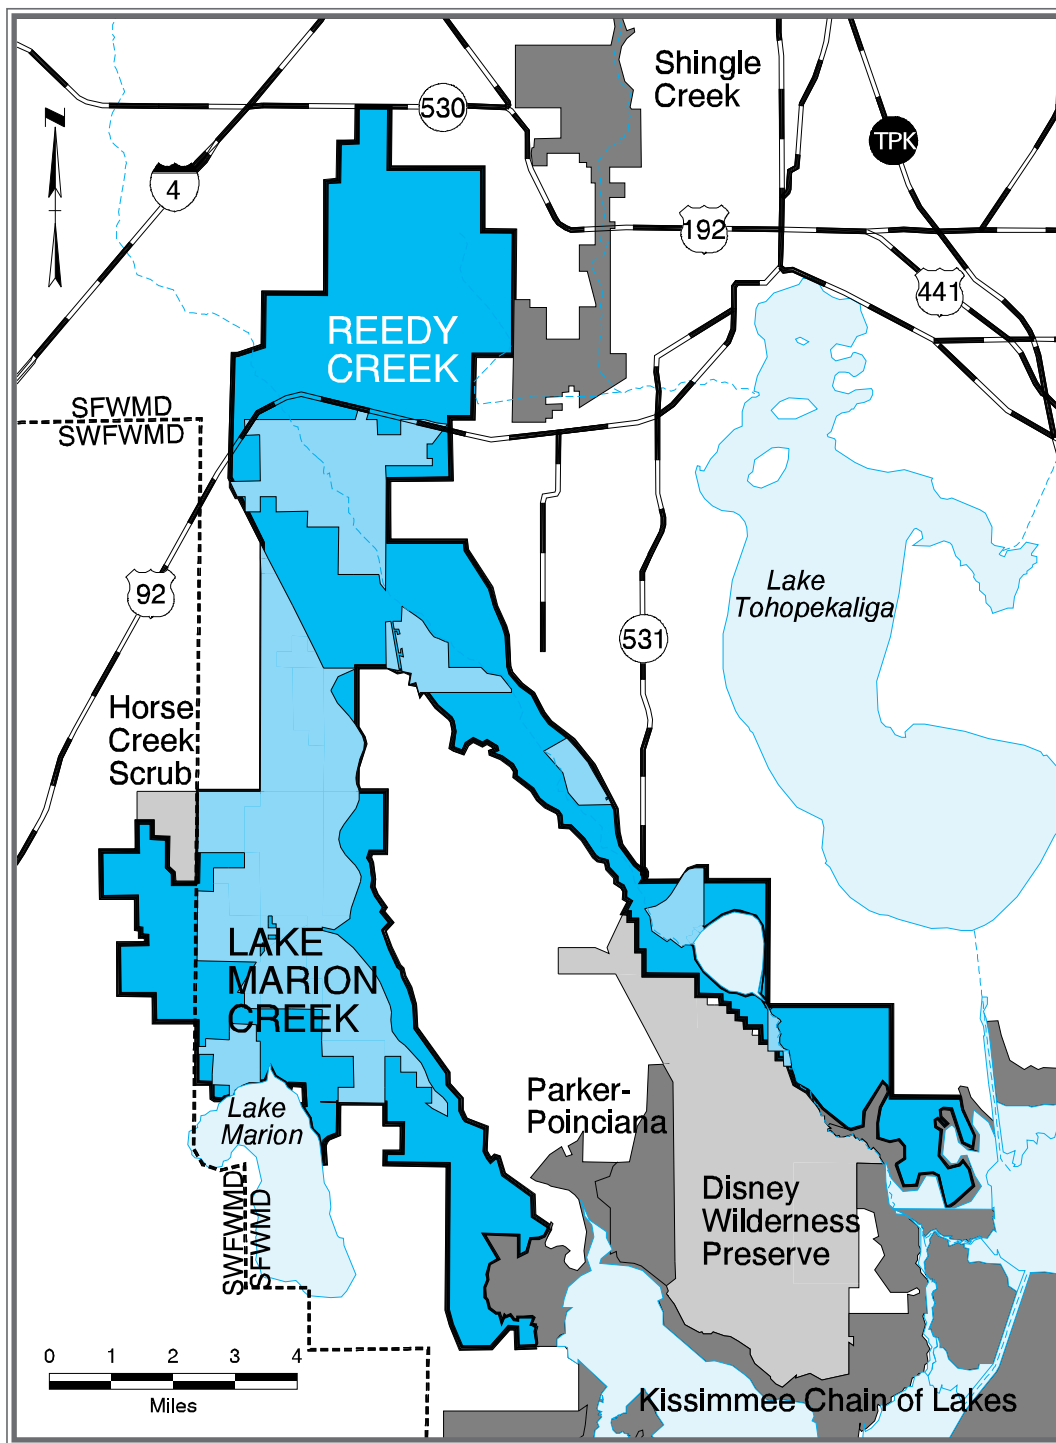 Shingle
Creek
530
TPK
4
N
192
441
REEDY
CREEK
SFWMD
SWFWMD
Lake
Tohopekaliga
92
531
Horse
Creek
Scrub
LAKE
MARION
CREEK
Parker-
Poinciana
Lake
Marion
Disney
Wilderness
Preserve
SWFWMD
SFWMD
0 1 2 3 4
Miles
Kissimmee Chain of Lakes